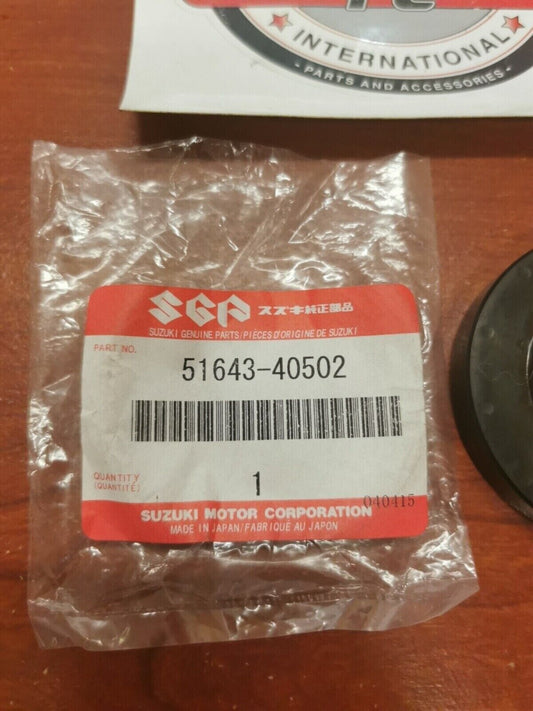 INTERNATIONAL
- PARTS AND ACCESSORIES -
SGP スズキ純正部品
SUZUKI GENUINE PARTS/PIÈCES D'ORIGINE DE SUZUKI
PART NO.
51643-40502
QUANTITY
(QUANTITÉ)
1
040415
SUZUKI MOTOR CORPORATION
MADE IN JAPAN/FABRIQUÉ AU JAPON